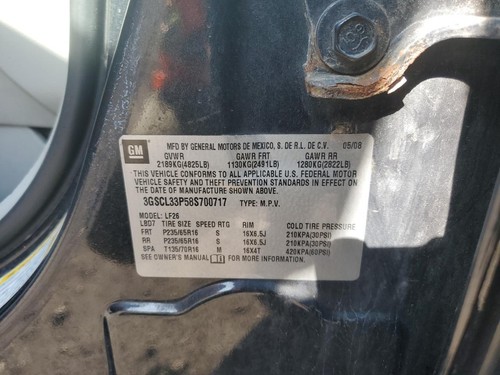 GM
MFD BY GENERAL MOTORS DE MEXICO, S. DE R.L. DE C.V. 05/08
GVWR GAWR FRT GAWR RR
2189KG(4825LB) 1130KG(2491LB) 1280KG(2822LB)
THIS VEHICLE CONFORMS TO ALL APPLICABLE U.S. FEDERAL MOTOR
VEHICLE SAFETY, BUMPER, AND THEFT PREVENTION STANDARDS IN EFFECT ON THE
DATE OF MANUFACTURE SHOWN ABOVE.
3GSCL33P58S700717 TYPE: M.P.V.
MODEL: LF26
LBD7 TIRE SIZE SPEED RTG RIM COLD TIRE PRESSURE
FRT P235/65R16 S 16X6.5J 210KPA(30PSI)
RR P235/65R16 S 16X6.5J 210KPA(30PSI)
SPA T135/70R16 M 16X4T 420KPA(60PSI)
SEE OWNER'S MANUAL FOR MORE INFORMATION.